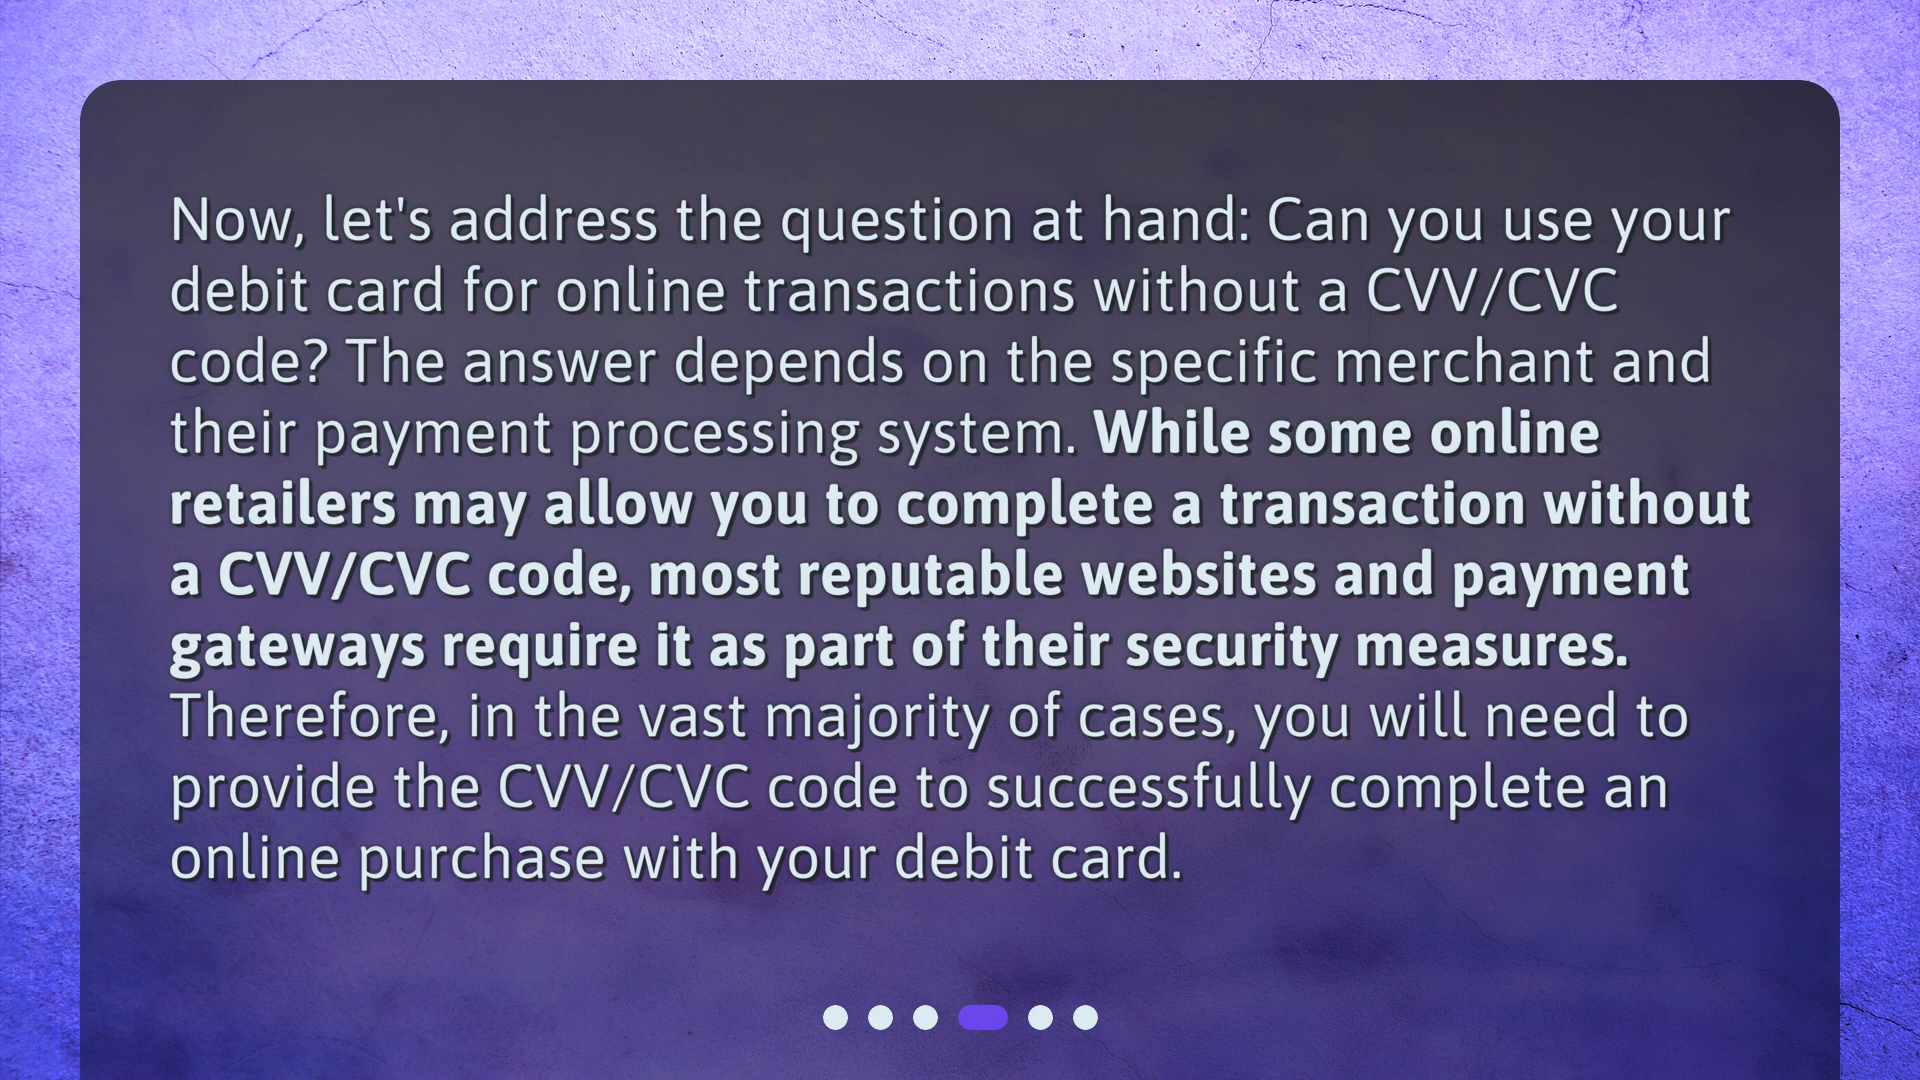 Now, let's address the question at hand: Can you use your
debit card for online transactions without a CVV/CVC
code? The answer depends on the specific merchant and
their payment processing system. While some online
retailers may allow you to complete a transaction without
a CVV/CVC code, most reputable websites and payment
gateways require it as part of their security measures.
Therefore, in the vast majority of cases, you will need to
provide the CVV/CVC code to successfully complete an
online purchase with your debit card.